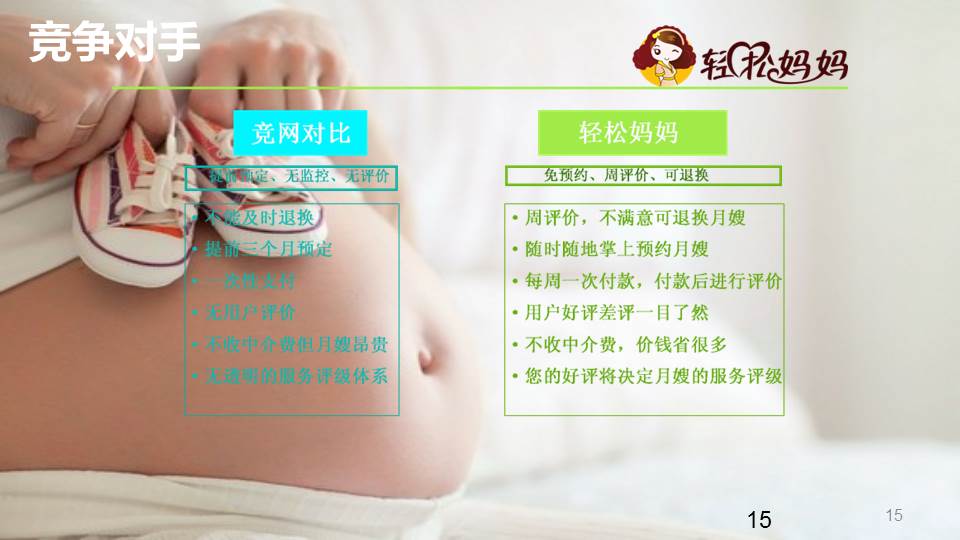 竞争对手
轻松妈妈
竞网对比
提前预定、无监控、无评价
• 不能及时退换
• 提前三个月预定
• 一次性支付
• 无用户评价
• 不收中介费但月嫂昂贵
• 无透明的服务评级体系
轻松妈妈
免预约、周评价、可退换
• 周评价，不满意可退换月嫂
• 随时随地掌上预约月嫂
• 每周一次付款，付款后进行评价
• 用户好评差评一目了然
• 不收中介费，价钱省很多
• 您的好评将决定月嫂的服务评级
15
15